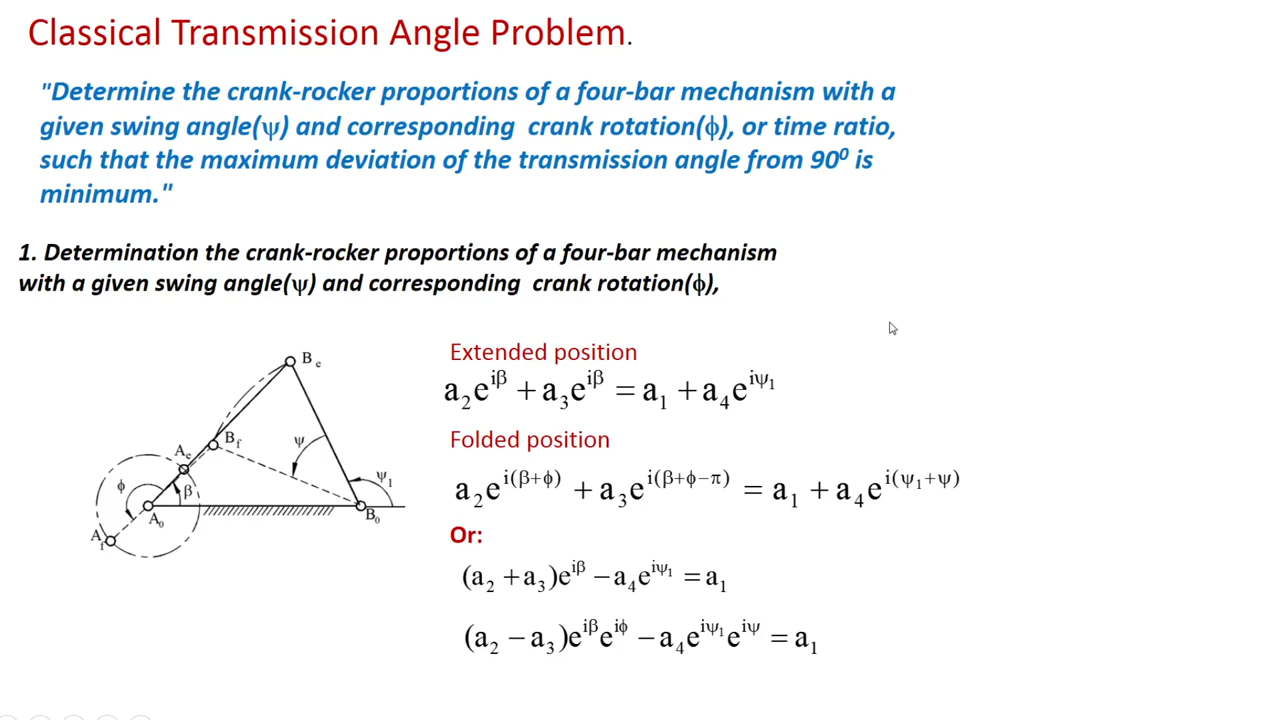 Classical Transmission Angle Problem.
"Determine the crank-rocker proportions of a four-bar mechanism with a
given swing angle(ψ) and corresponding crank rotation(ϕ), or time ratio,
such that the maximum deviation of the transmission angle from 90⁰ is
minimum."
1. Determination the crank-rocker proportions of a four-bar mechanism
with a given swing angle(ψ) and corresponding crank rotation(ϕ),
B_e
B_f
A_e
ψ
ϕ
β
ψ₁
A₀
B₀
A_f
Extended position
a₂e^{iβ} + a₃e^{iβ} = a₁ + a₄e^{iψ₁}
Folded position
a₂e^{i(β+ϕ)} + a₃e^{i(β+ϕ−π)} = a₁ + a₄e^{i(ψ₁+ψ)}
Or:
(a₂ + a₃)e^{iβ} − a₄e^{iψ₁} = a₁
(a₂ − a₃)e^{iβ}e^{iϕ} − a₄e^{iψ₁}e^{iψ} = a₁